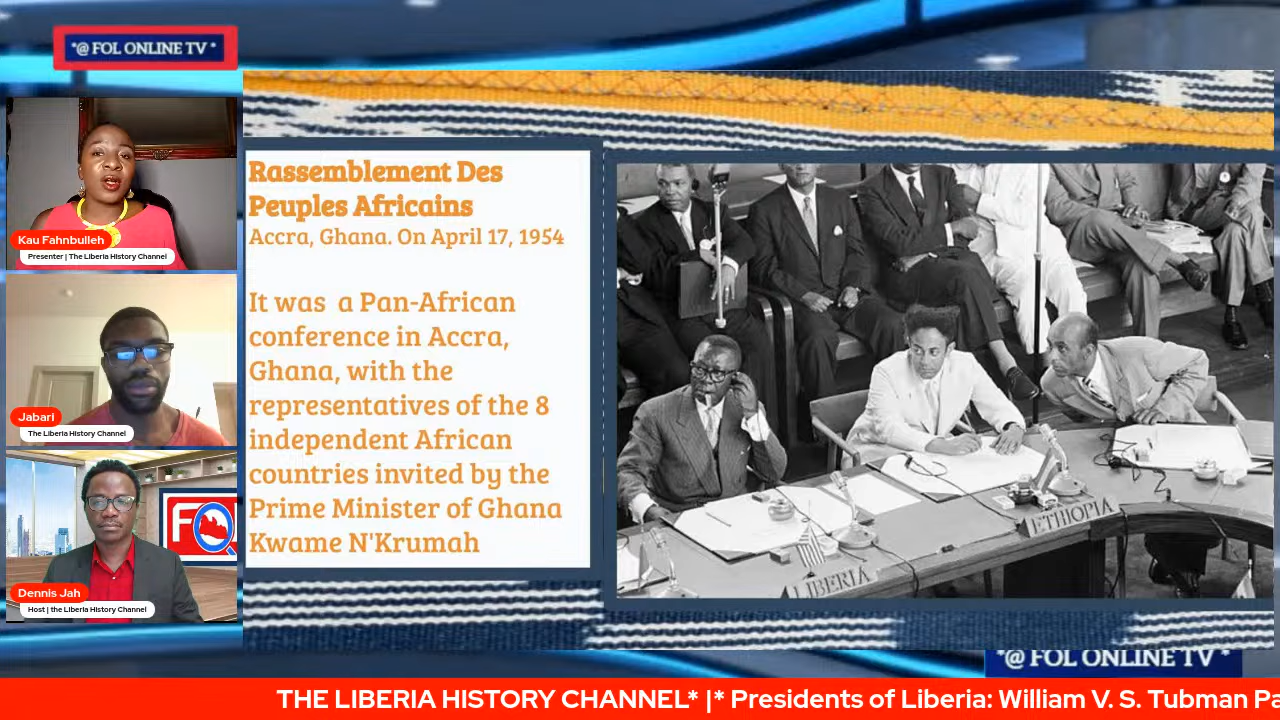 *@ FOL ONLINE TV *
Kau Fahnbulleh
Presenter | The Liberia History Channel
Jabari
The Liberia History Channel
Dennis Jah
Host | the Liberia History Channel
Rassemblement Des
Peuples Africains
Accra, Ghana. On April 17, 1954
It was a Pan-African
conference in Accra,
Ghana, with the
representatives of the 8
independent African
countries invited by the
Prime Minister of Ghana
Kwame N'Krumah
LIBERIA
ETHIOPIA
*@ FOL ONLINE TV *
THE LIBERIA HISTORY CHANNEL* |* Presidents of Liberia: William V. S. Tubman Pa